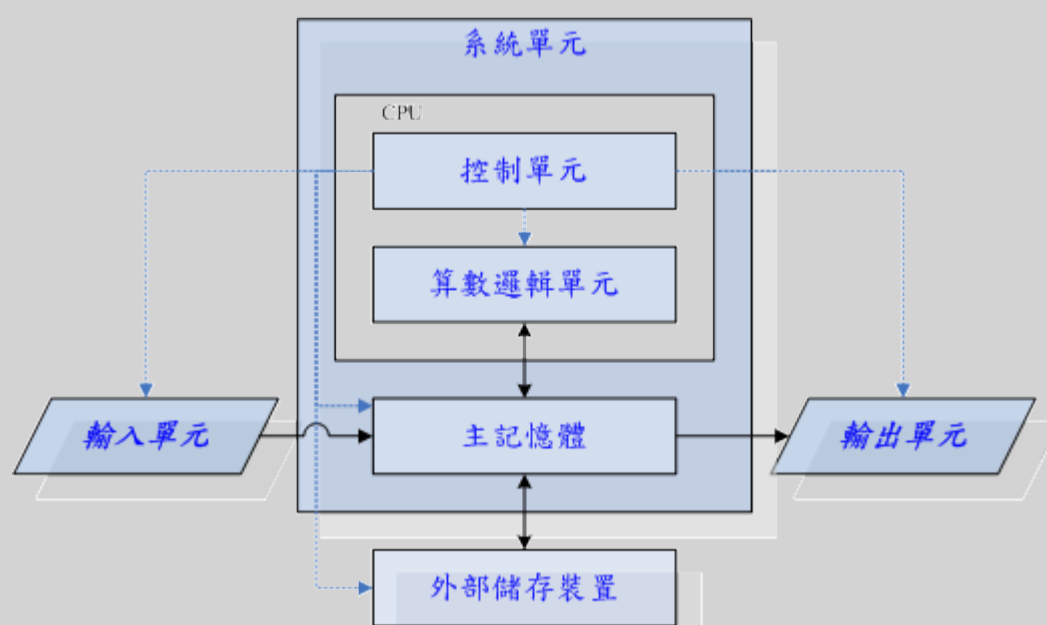 系統單元
CPU
控制單元
算數邏輯單元
輸入單元
主記憶體
輸出單元
外部儲存裝置